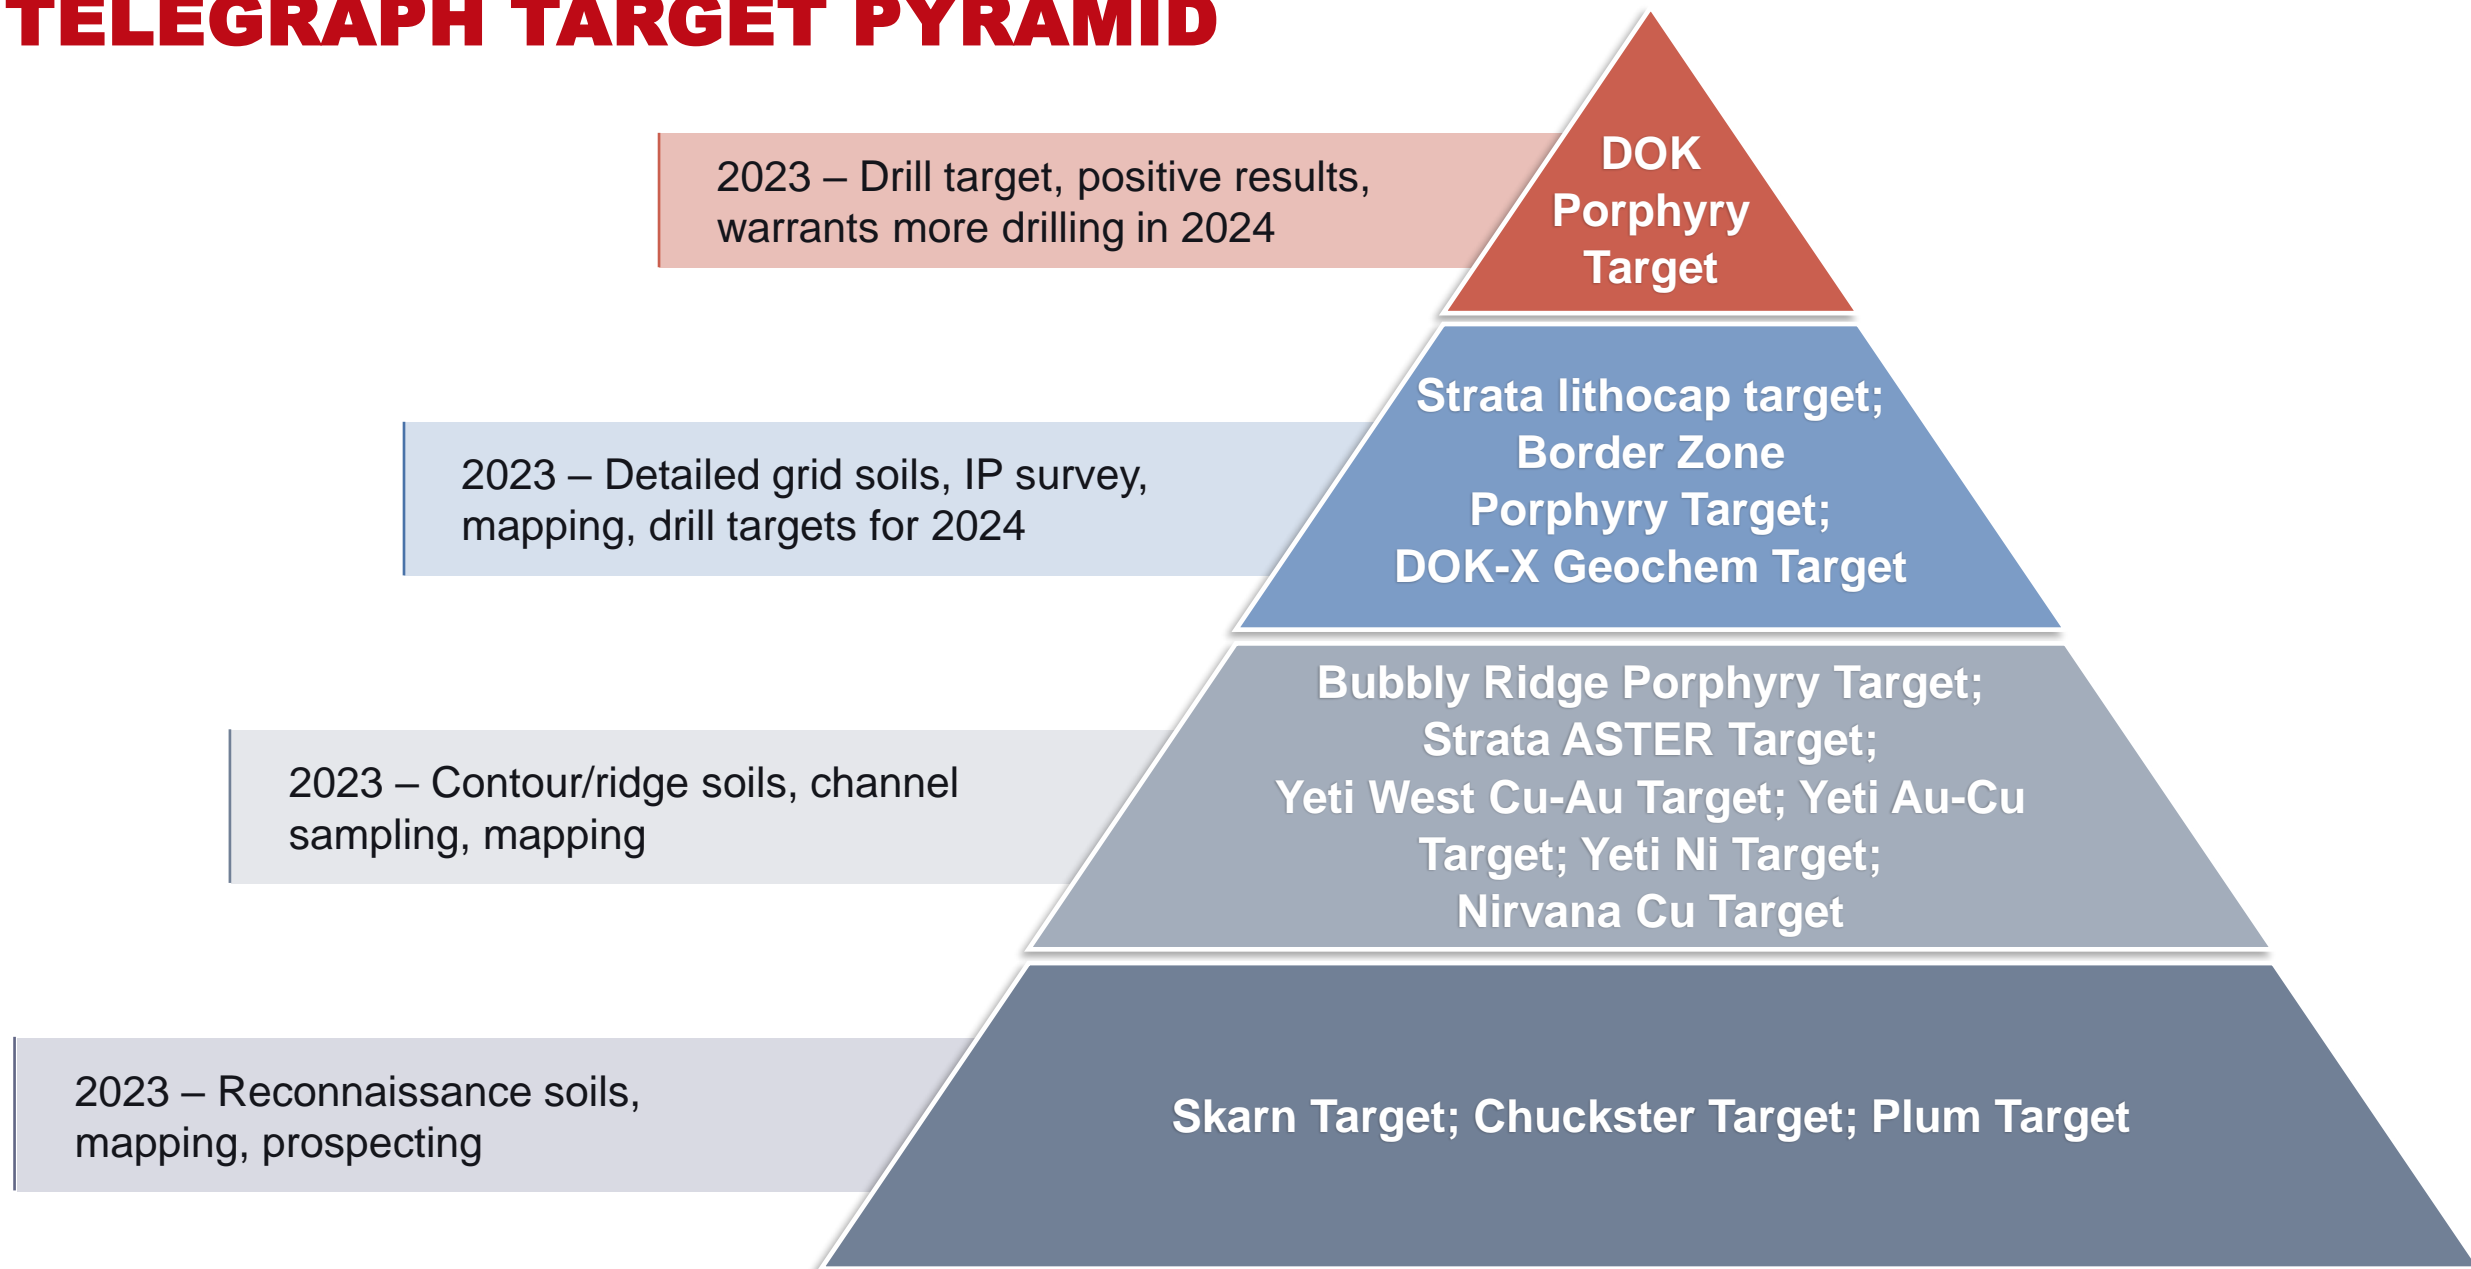 TELEGRAPH TARGET PYRAMID
2023 – Drill target, positive results,
warrants more drilling in 2024
DOK
Porphyry
Target
2023 – Detailed grid soils, IP survey,
mapping, drill targets for 2024
Strata lithocap target;
Border Zone
Porphyry Target;
DOK-X Geochem Target
2023 – Contour/ridge soils, channel
sampling, mapping
Bubbly Ridge Porphyry Target;
Strata ASTER Target;
Yeti West Cu-Au Target; Yeti Au-Cu
Target; Yeti Ni Target;
Nirvana Cu Target
2023 – Reconnaissance soils,
mapping, prospecting
Skarn Target; Chuckster Target; Plum Target